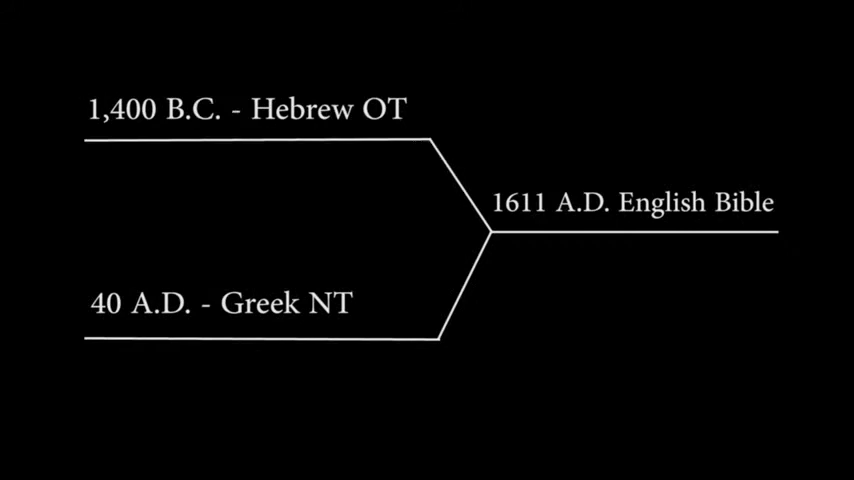 1,400 B.C. - Hebrew OT
1611 A.D. English Bible
40 A.D. - Greek NT